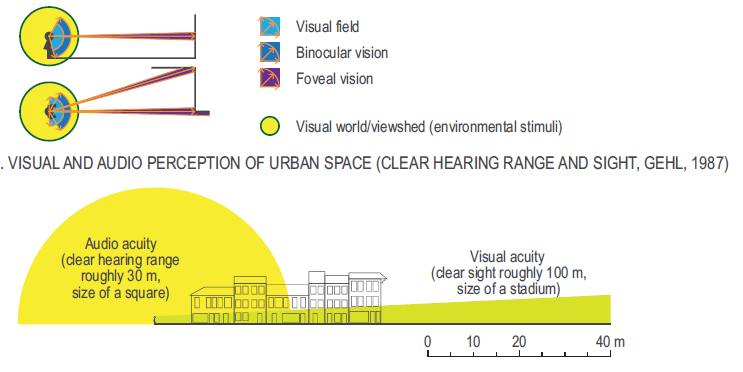 Visual field
Binocular vision
Foveal vision
Visual world/viewshed (environmental stimuli)
. VISUAL AND AUDIO PERCEPTION OF URBAN SPACE (CLEAR HEARING RANGE AND SIGHT, GEHL, 1987)
Audio acuity
(clear hearing range
roughly 30 m,
size of a square)
Visual acuity
(clear sight roughly 100 m,
size of a stadium)
0 10 20 40 m